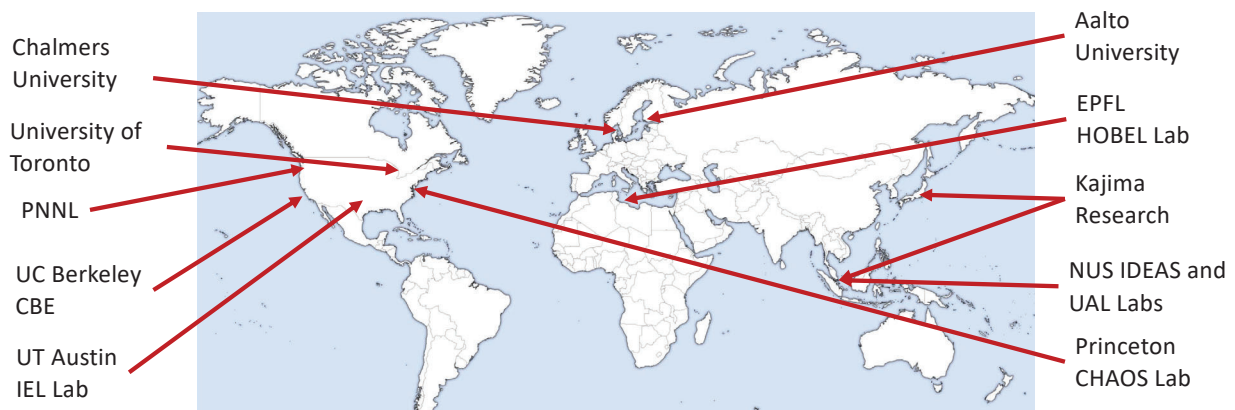 Chalmers
University
University of
Toronto
PNNL
UC Berkeley
CBE
UT Austin
IEL Lab
Aalto
University
EPFL
HOBEL Lab
Kajima
Research
NUS IDEAS and
UAL Labs
Princeton
CHAOS Lab